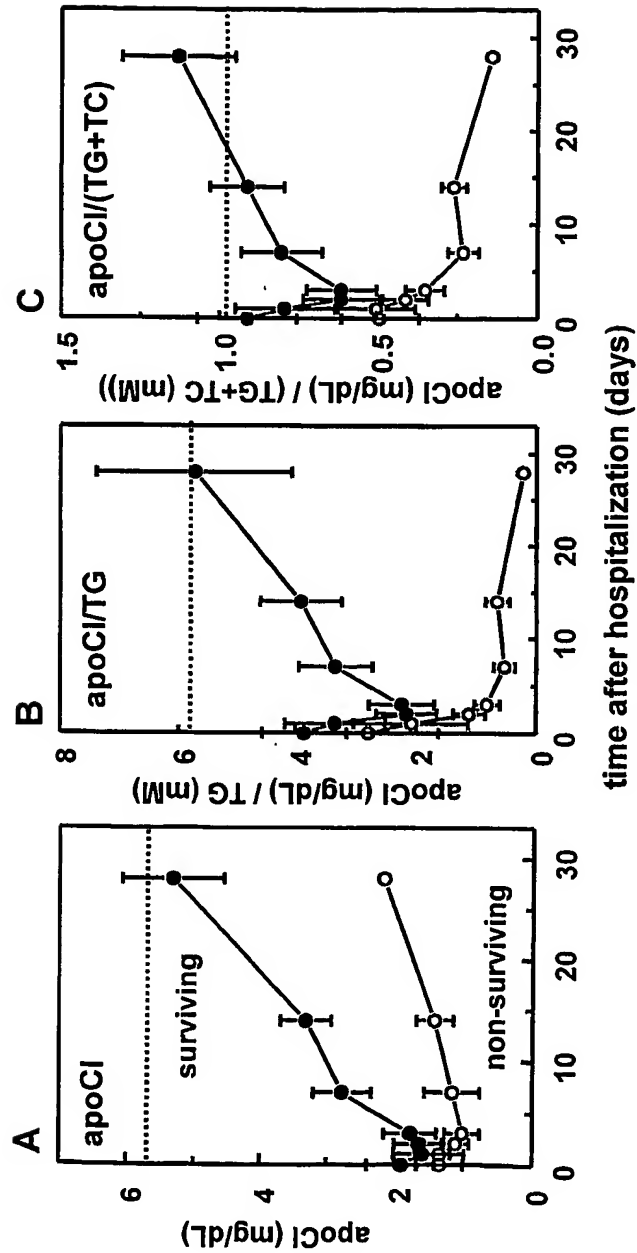 A
apoCI
apoCI (mg/dL)
6
4
2
0
surviving
non-surviving
0
10
20
30
B
apoCI/TG
apoCI (mg/dL) / TG (mM)
8
6
4
2
0
0
10
20
30
C
apoCI/(TG+TC)
apoCI (mg/dL) / (TG+TC (mM))
1.5
1.0
0.5
0.0
0
10
20
30
time after hospitalization (days)